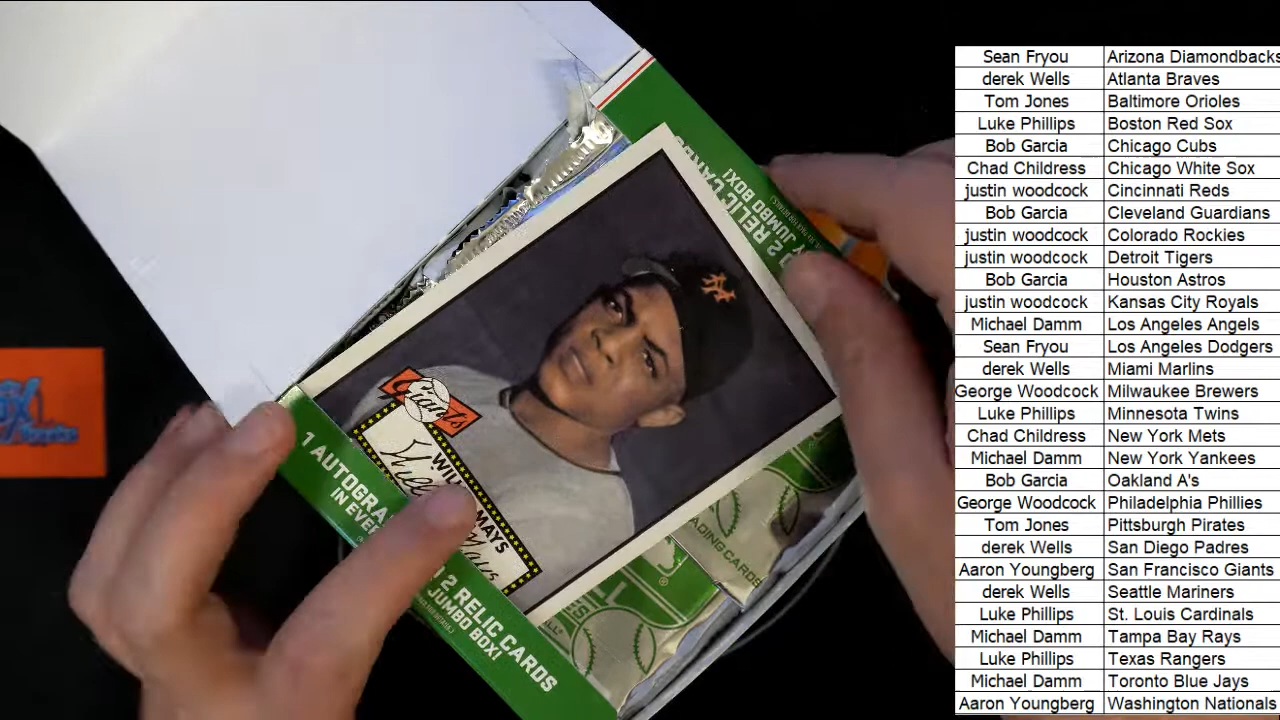 2 RELIC CARDS
JUMBO BOX!
Giants
WILL MAYS
1 AUTOGRA
IN EVE
2 RELIC CARDS
JUMBO BOX!
ADING CARDS
Sean Fryou Arizona Diamondbacks
derek Wells Atlanta Braves
Tom Jones Baltimore Orioles
Luke Phillips Boston Red Sox
Bob Garcia Chicago Cubs
Chad Childress Chicago White Sox
justin woodcock Cincinnati Reds
Bob Garcia Cleveland Guardians
justin woodcock Colorado Rockies
justin woodcock Detroit Tigers
Bob Garcia Houston Astros
justin woodcock Kansas City Royals
Michael Damm Los Angeles Angels
Sean Fryou Los Angeles Dodgers
derek Wells Miami Marlins
George Woodcock Milwaukee Brewers
Luke Phillips Minnesota Twins
Chad Childress New York Mets
Michael Damm New York Yankees
Bob Garcia Oakland A's
George Woodcock Philadelphia Phillies
Tom Jones Pittsburgh Pirates
derek Wells San Diego Padres
Aaron Youngberg San Francisco Giants
derek Wells Seattle Mariners
Luke Phillips St. Louis Cardinals
Michael Damm Tampa Bay Rays
Luke Phillips Texas Rangers
Michael Damm Toronto Blue Jays
Aaron Youngberg Washington Nationals